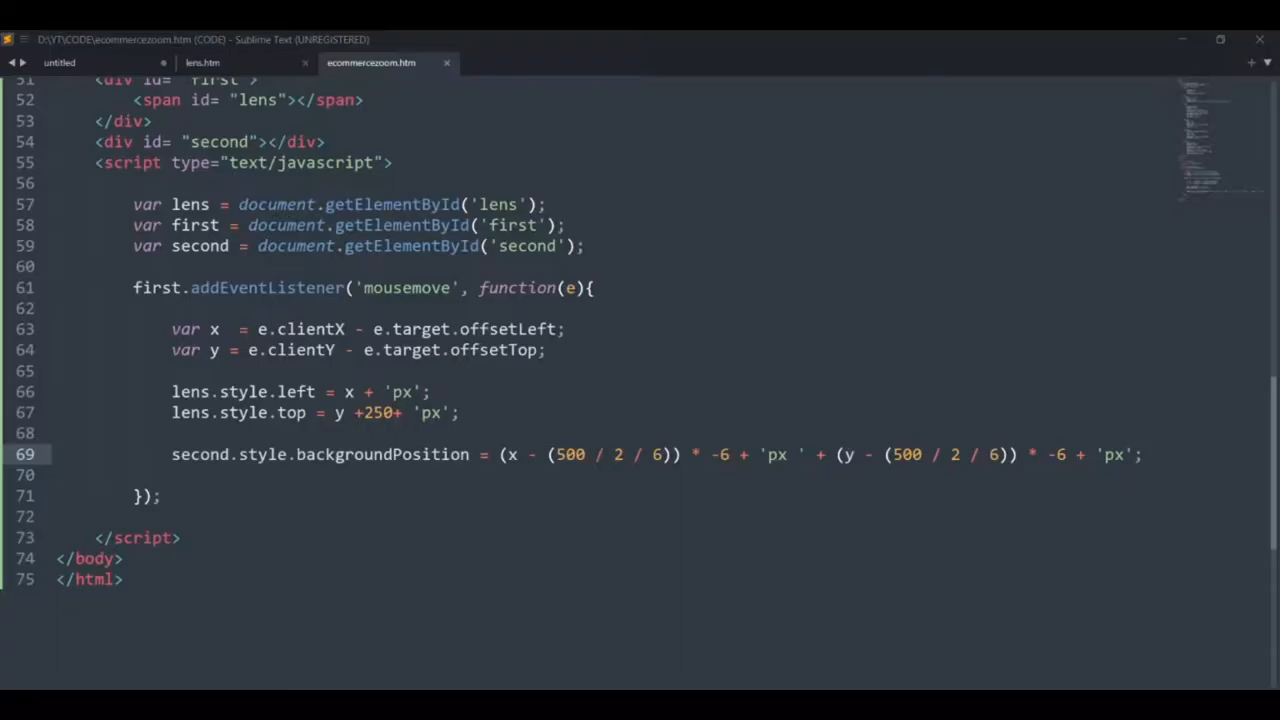 D:\YT\CODE\ecommercezoom.htm (CODE) - Sublime Text (UNREGISTERED)
untitled lens.htm × ecommercezoom.htm ×
51 <div id= "first">
52 <span id= "lens"></span>
53 </div>
54 <div id= "second"></div>
55 <script type="text/javascript">
56
57 var lens = document.getElementById('lens');
58 var first = document.getElementById('first');
59 var second = document.getElementById('second');
60
61 first.addEventListener('mousemove', function(e){
62
63 var x  = e.clientX - e.target.offsetLeft;
64 var y = e.clientY - e.target.offsetTop;
65
66 lens.style.left = x + 'px';
67 lens.style.top = y +250+ 'px';
68
69 second.style.backgroundPosition = (x - (500 / 2 / 6)) * -6 + 'px ' + (y - (500 / 2 / 6)) * -6 + 'px';
70
71 });
72
73 </script>
74 </body>
75 </html>